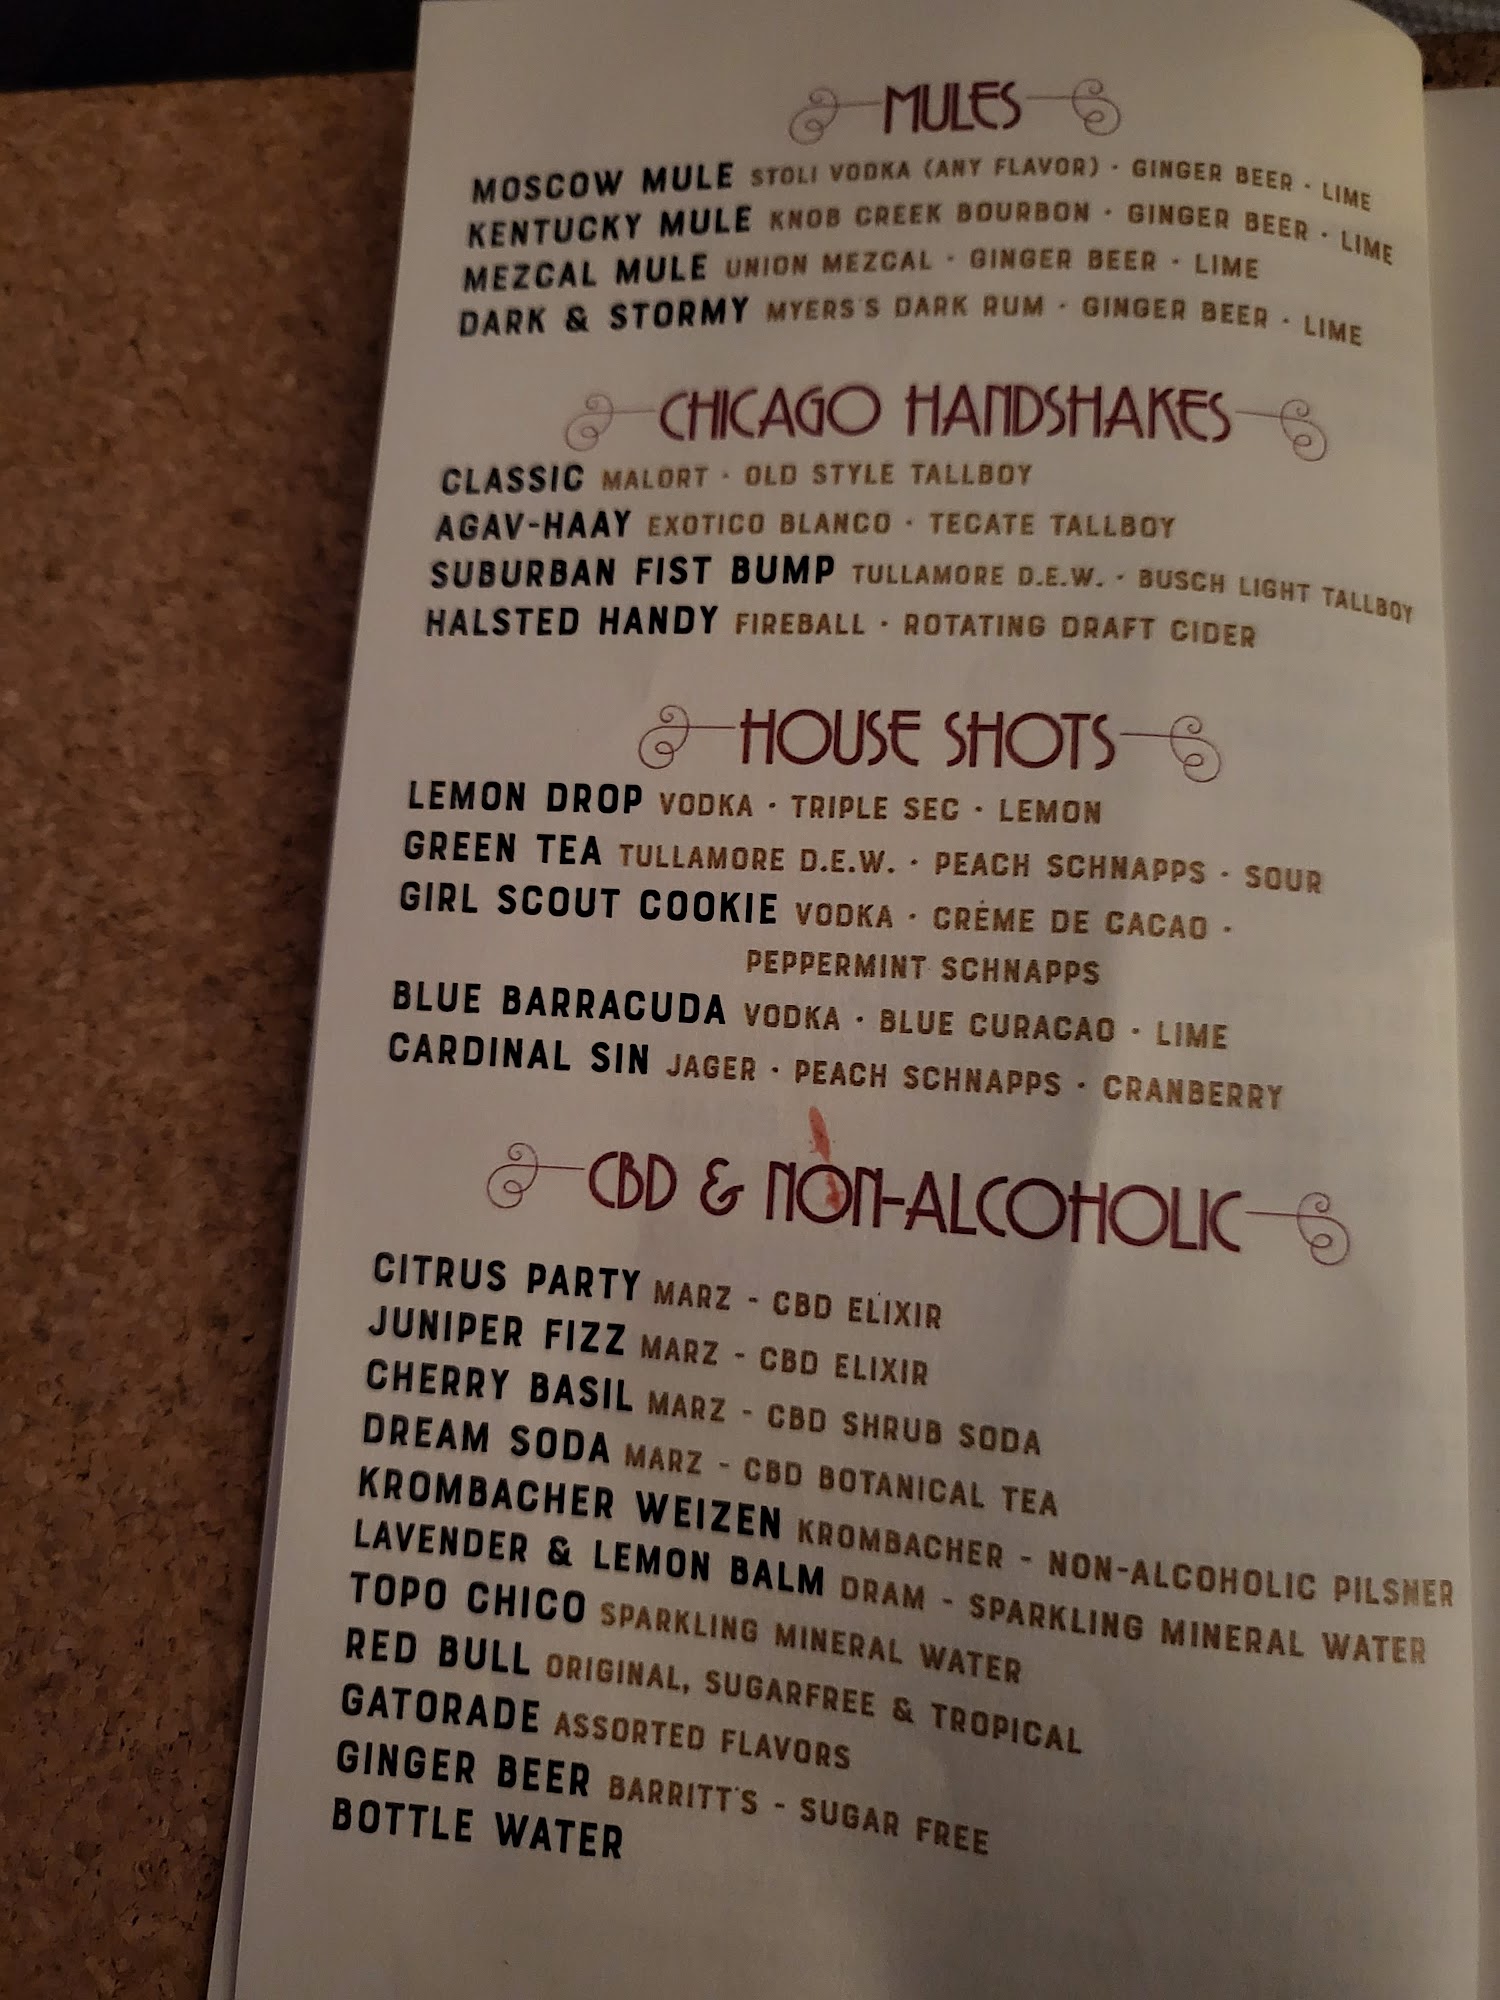 MULES
MOSCOW MULE STOLI VODKA (ANY FLAVOR) · GINGER BEER · LIME
KENTUCKY MULE KNOB CREEK BOURBON · GINGER BEER · LIME
MEZCAL MULE UNION MEZCAL · GINGER BEER · LIME
DARK & STORMY MYERS'S DARK RUM · GINGER BEER · LIME
CHICAGO HANDSHAKES
CLASSIC MALORT · OLD STYLE TALLBOY
AGAV-HAAY EXOTICO BLANCO · TECATE TALLBOY
SUBURBAN FIST BUMP TULLAMORE D.E.W. · BUSCH LIGHT TALLBOY
HALSTED HANDY FIREBALL · ROTATING DRAFT CIDER
HOUSE SHOTS
LEMON DROP VODKA · TRIPLE SEC · LEMON
GREEN TEA TULLAMORE D.E.W. · PEACH SCHNAPPS · SOUR
GIRL SCOUT COOKIE VODKA · CRÉME DE CACAO ·
PEPPERMINT SCHNAPPS
BLUE BARRACUDA VODKA · BLUE CURACAO · LIME
CARDINAL SIN JAGER · PEACH SCHNAPPS · CRANBERRY
CBD & NON-ALCOHOLIC
CITRUS PARTY MARZ - CBD ELIXIR
JUNIPER FIZZ MARZ - CBD ELIXIR
CHERRY BASIL MARZ - CBD SHRUB SODA
DREAM SODA MARZ - CBD BOTANICAL TEA
KROMBACHER WEIZEN KROMBACHER - NON-ALCOHOLIC PILSNER
LAVENDER & LEMON BALM DRAM - SPARKLING MINERAL WATER
TOPO CHICO SPARKLING MINERAL WATER
RED BULL ORIGINAL, SUGARFREE & TROPICAL
GATORADE ASSORTED FLAVORS
GINGER BEER BARRITT'S - SUGAR FREE
BOTTLE WATER